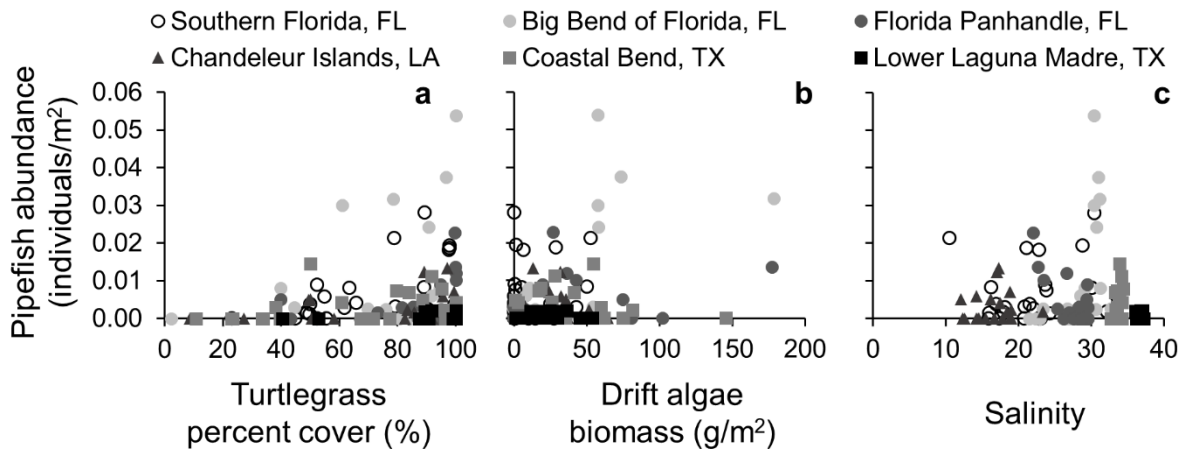 Southern Florida, FL Big Bend of Florida, FL Florida Panhandle, FL
Chandeleur Islands, LA Coastal Bend, TX Lower Laguna Madre, TX
Pipefish abundance
(individuals/m²)
0.06
0.05
0.04
0.03
0.02
0.01
0.00
a
b
c
0 20 40 60 80 100
0 50 100 150 200
0 10 20 30 40
Turtlegrass
percent cover (%)
Drift algae
biomass (g/m²)
Salinity